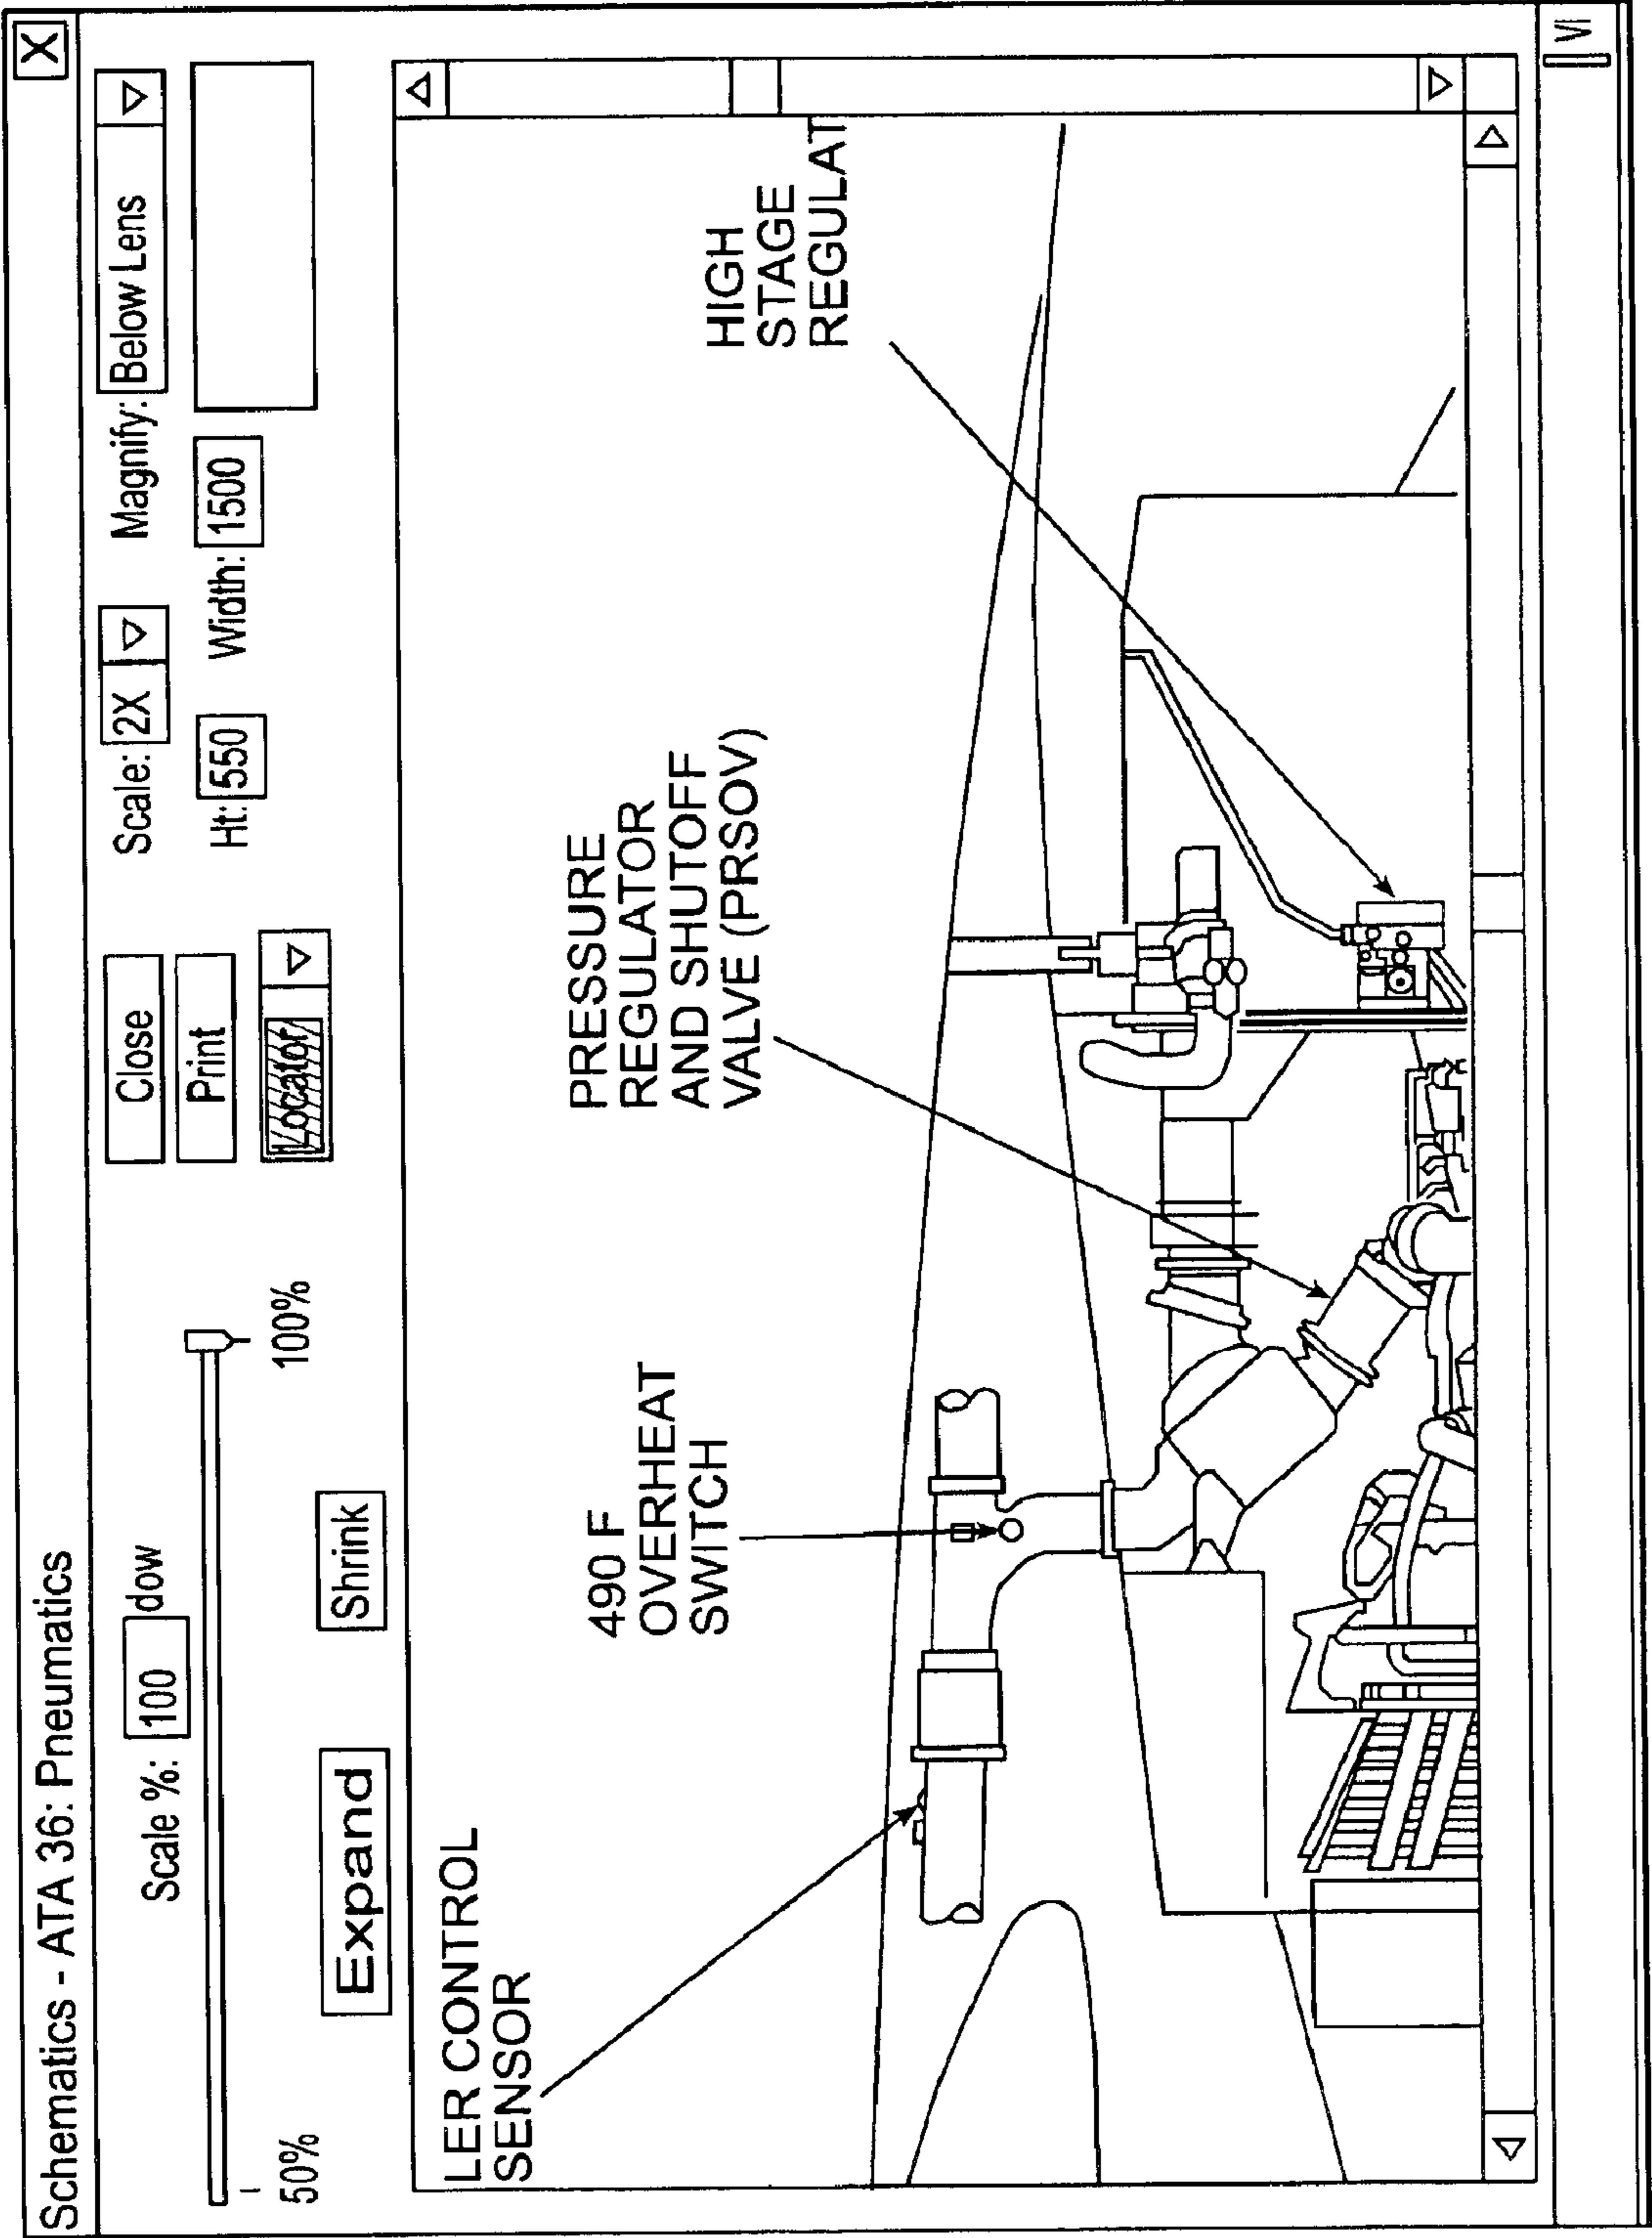 Schematics - ATA 36: Pneumatics
X
Scale %: 100 dow
50%
100%
Expand
Shrink
Close
Print
Locator
Scale: 2X
Magnify: Below Lens
Ht: 550
Width: 1500
LER CONTROL
SENSOR
490 F
OVERHEAT
SWITCH
PRESSURE
REGULATOR
AND SHUTOFF
VALVE (PRSOV)
HIGH
STAGE
REGULAT
VI